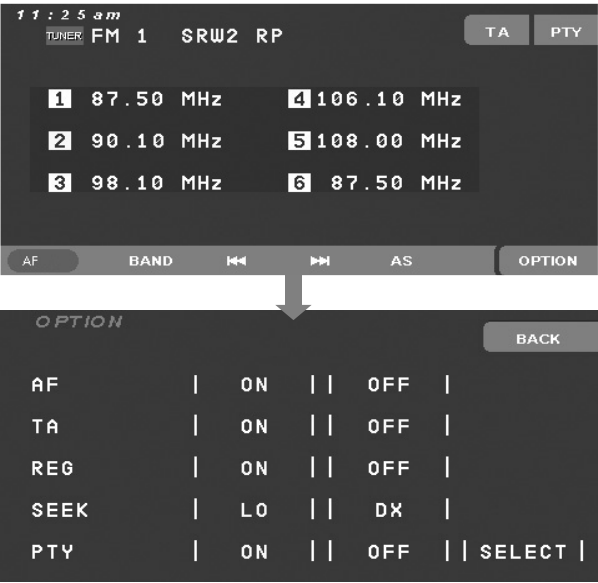 11:25 am
TUNER FM 1 SRW2 RP TA PTY
1 87.50 MHz 4 106.10 MHz
2 90.10 MHz 5 108.00 MHz
3 98.10 MHz 6 87.50 MHz
AF BAND ⏮ ⏭ AS OPTION
OPTION
BACK
AF | ON || OFF |
TA | ON || OFF |
REG | ON || OFF |
SEEK | LO || DX |
PTY | ON || OFF || SELECT |